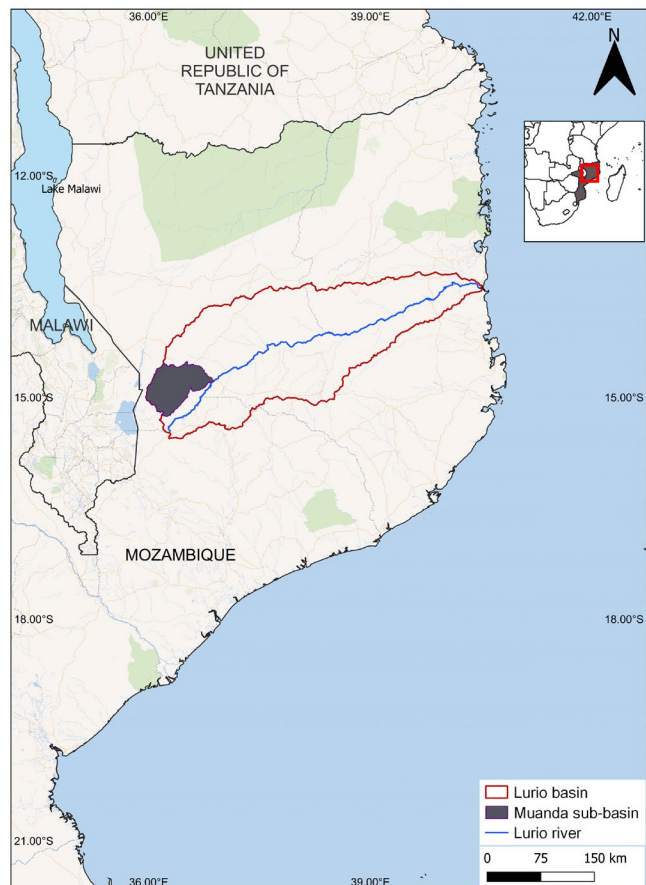 36.00°E 39.00°E 42.00°E
UNITED
REPUBLIC OF
TANZANIA
N
12.00°S
Lake Malawi
MALAWI
15.00°S 15.00°S
MOZAMBIQUE
18.00°S 18.00°S
Lurio basin
Muanda sub-basin
Lurio river
21.00°S
0 75 150 km
36.00°E 39.00°E